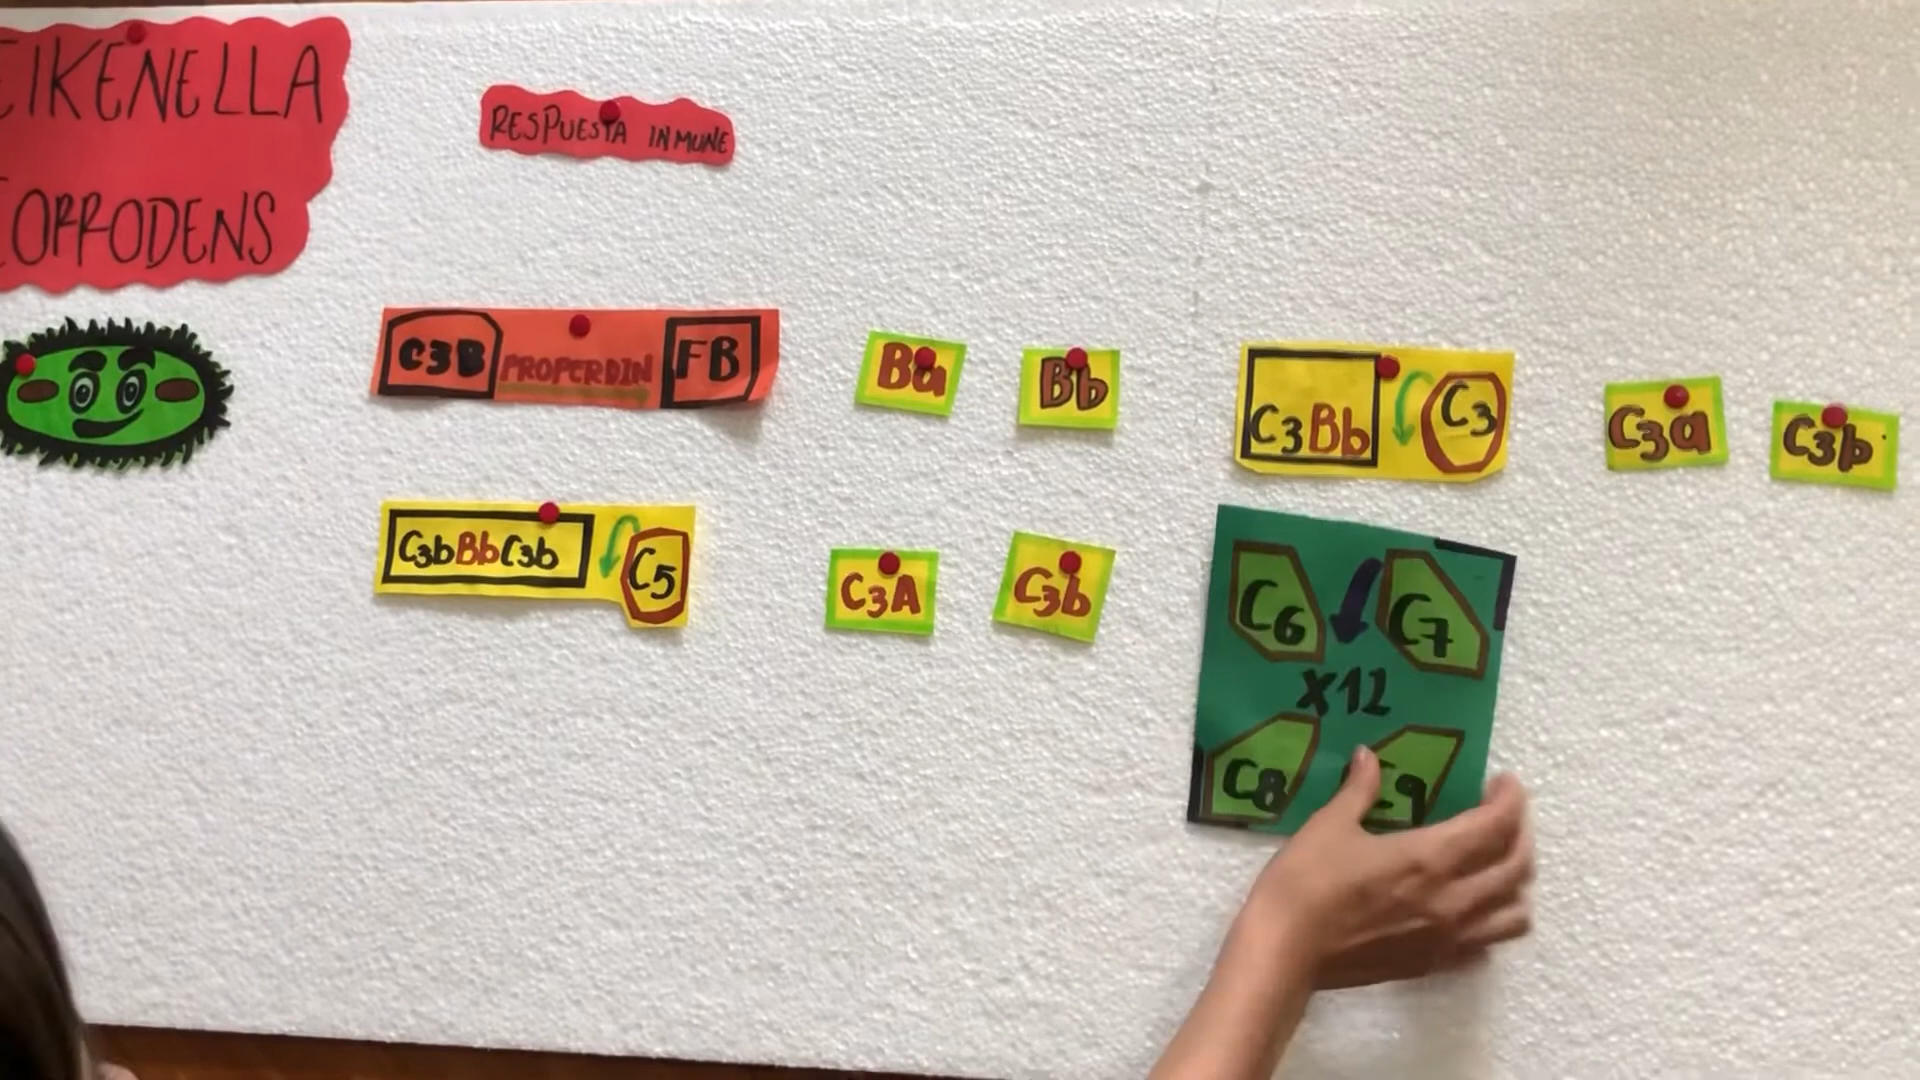 EIKENELLA
CORRODENS
RESPUESTA INMUNE
C3B PROPERDIN FB
Ba
Bb
C3Bb C3
C3a
C3b
C3bBbC3b C5
C3A
C3b
C6 C7
X12
C8 C9